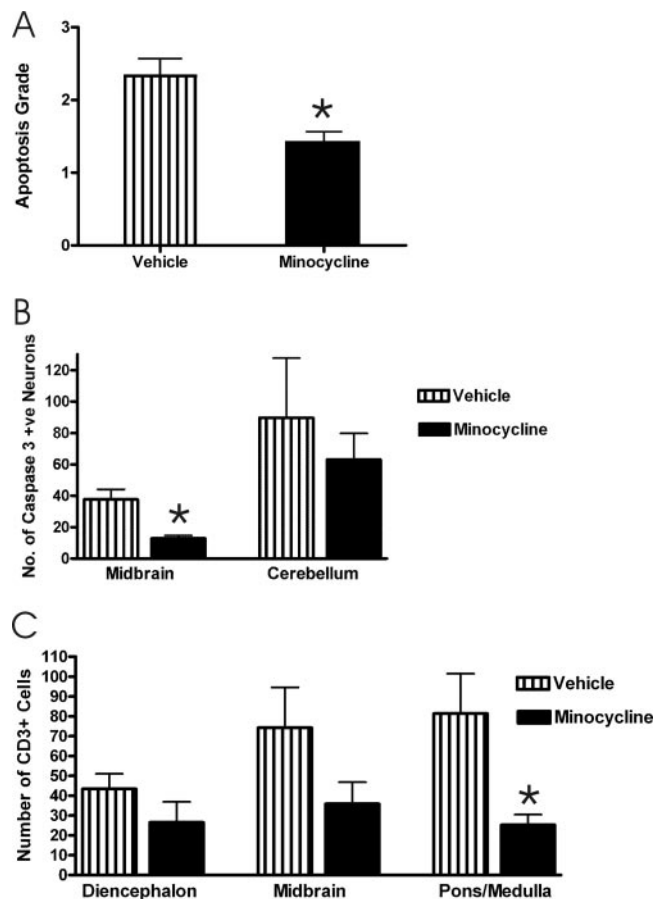 A
Apoptosis Grade
3
2
1
0
*
Vehicle
Minocycline
B
No. of Caspase 3 +ve Neurons
120
100
80
60
40
20
0
*
Midbrain
Cerebellum
Vehicle
Minocycline
C
Number of CD3+ Cells
110
100
90
80
70
60
50
40
30
20
10
0
*
Diencephalon
Midbrain
Pons/Medulla
Vehicle
Minocycline